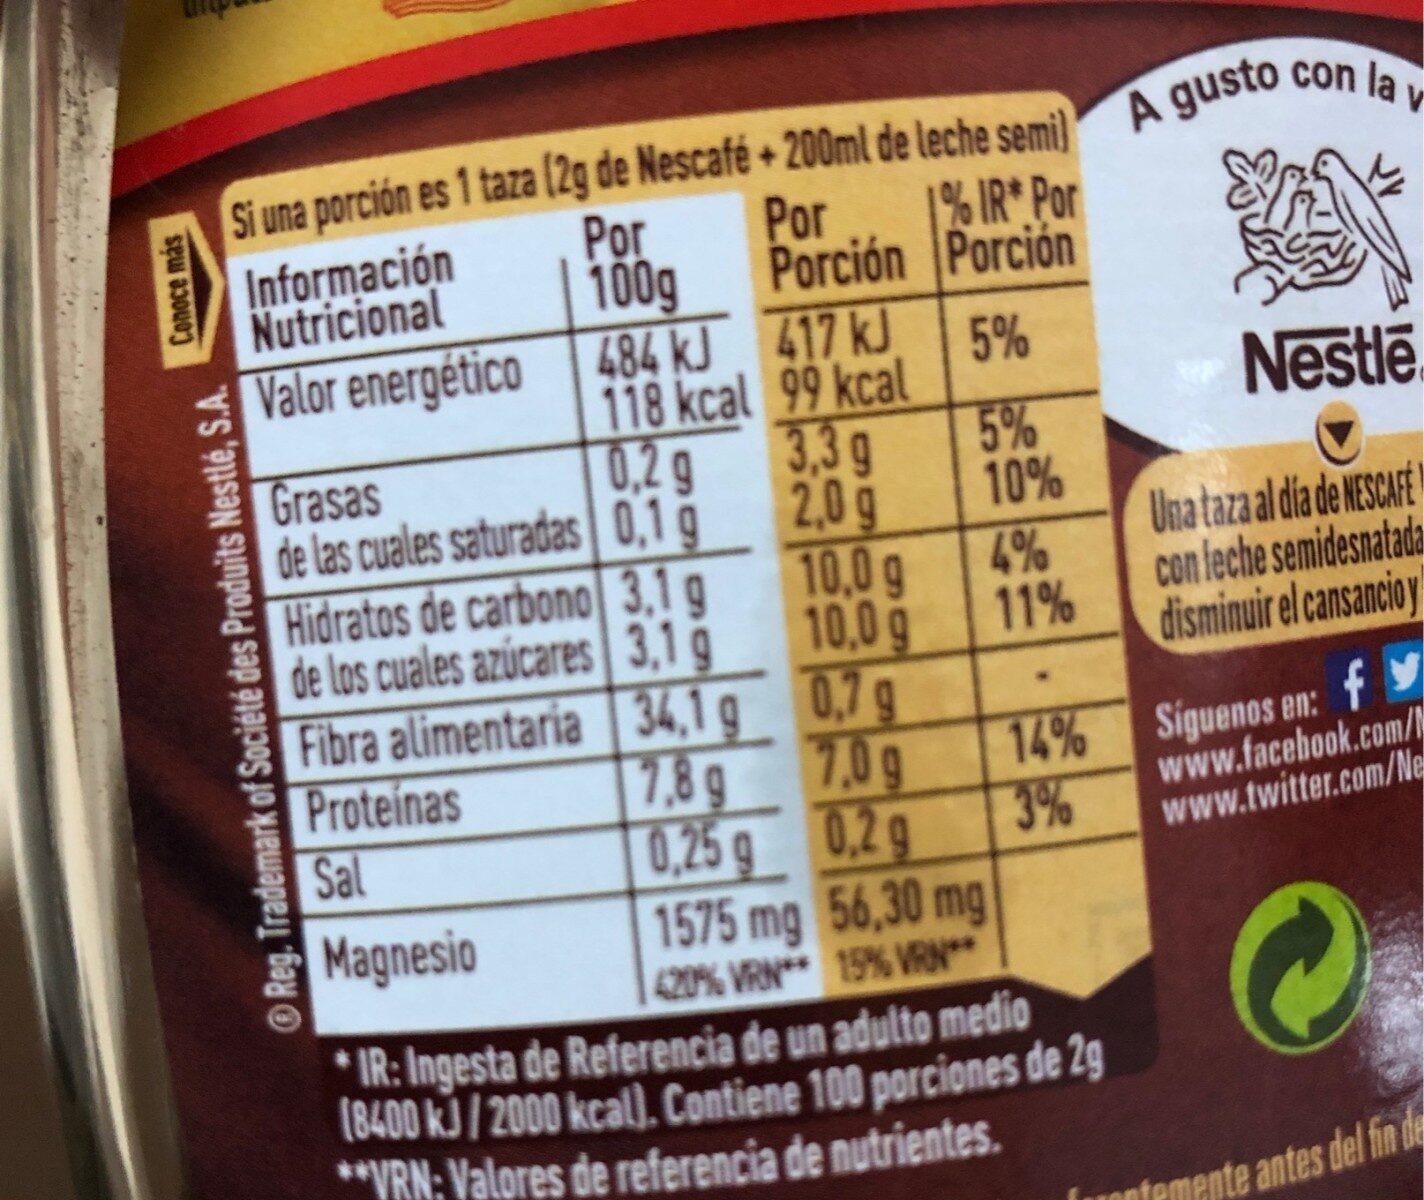 Conoce más
® Reg. Trademark of Société des Produits Nestlé, S.A.
Si una porción es 1 taza (2g de Nescafé + 200ml de leche semi)
Información Nutricional Por 100g Por Porción % IR* Por Porción
Valor energético 484 kJ 417 kJ 5%
118 kcal 99 kcal
Grasas 0,2 g 3,3 g 5%
de las cuales saturadas 0,1 g 2,0 g 10%
Hidratos de carbono 3,1 g 10,0 g 4%
de los cuales azúcares 3,1 g 10,0 g 11%
Fibra alimentaria 34,1 g 0,7 g -
Proteínas 7,8 g 7,0 g 14%
Sal 0,25 g 0,2 g 3%
Magnesio 1575 mg 56,30 mg
420% VRN** 15% VRN**
* IR: Ingesta de Referencia de un adulto medio
(8400 kJ / 2000 kcal). Contiene 100 porciones de 2g
**VRN: Valores de referencia de nutrientes.
A gusto con la v
Nestlé
Una taza al día de NESCAFÉ
con leche semidesnatada
disminuir el cansancio y
Síguenos en: f
www.facebook.com/
www.twitter.com/Ne
antes del fin de